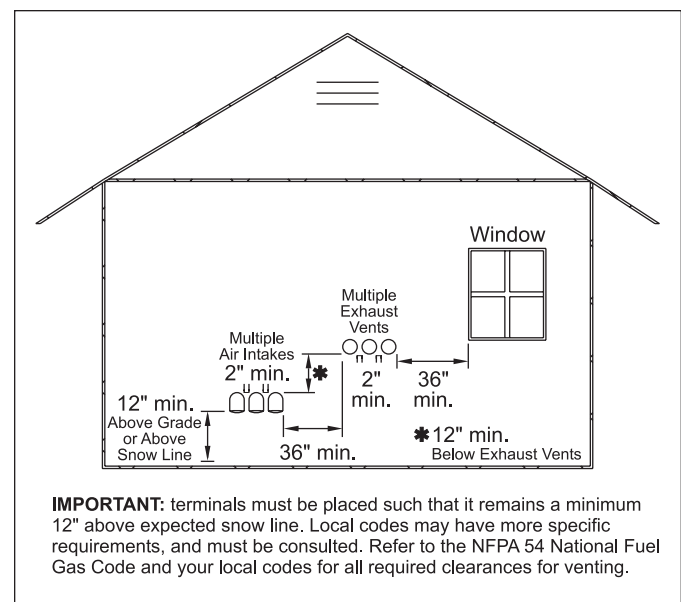 Window
Multiple
Exhaust
Vents
Multiple
Air Intakes
2" min.
✱
2"
min.
36"
min.
12" min.
Above Grade
or Above
Snow Line
36" min.
✱12" min.
Below Exhaust Vents
IMPORTANT: terminals must be placed such that it remains a minimum
12" above expected snow line. Local codes may have more specific
requirements, and must be consulted. Refer to the NFPA 54 National Fuel
Gas Code and your local codes for all required clearances for venting.